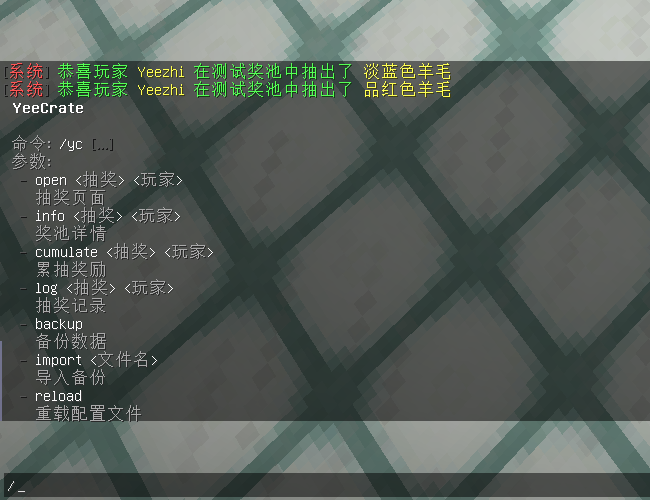 [系统] 恭喜玩家 Yeezhi 在测试奖池中抽出了 淡蓝色羊毛
[系统] 恭喜玩家 Yeezhi 在测试奖池中抽出了 品红色羊毛
YeeCrate
命令: /yc [...]
参数:
- open <抽奖> <玩家>
抽奖页面
- info <抽奖> <玩家>
奖池详情
- cumulate <抽奖> <玩家>
累抽奖励
- log <抽奖> <玩家>
抽奖记录
- backup
备份数据
- import <文件名>
导入备份
- reload
重载配置文件
/_